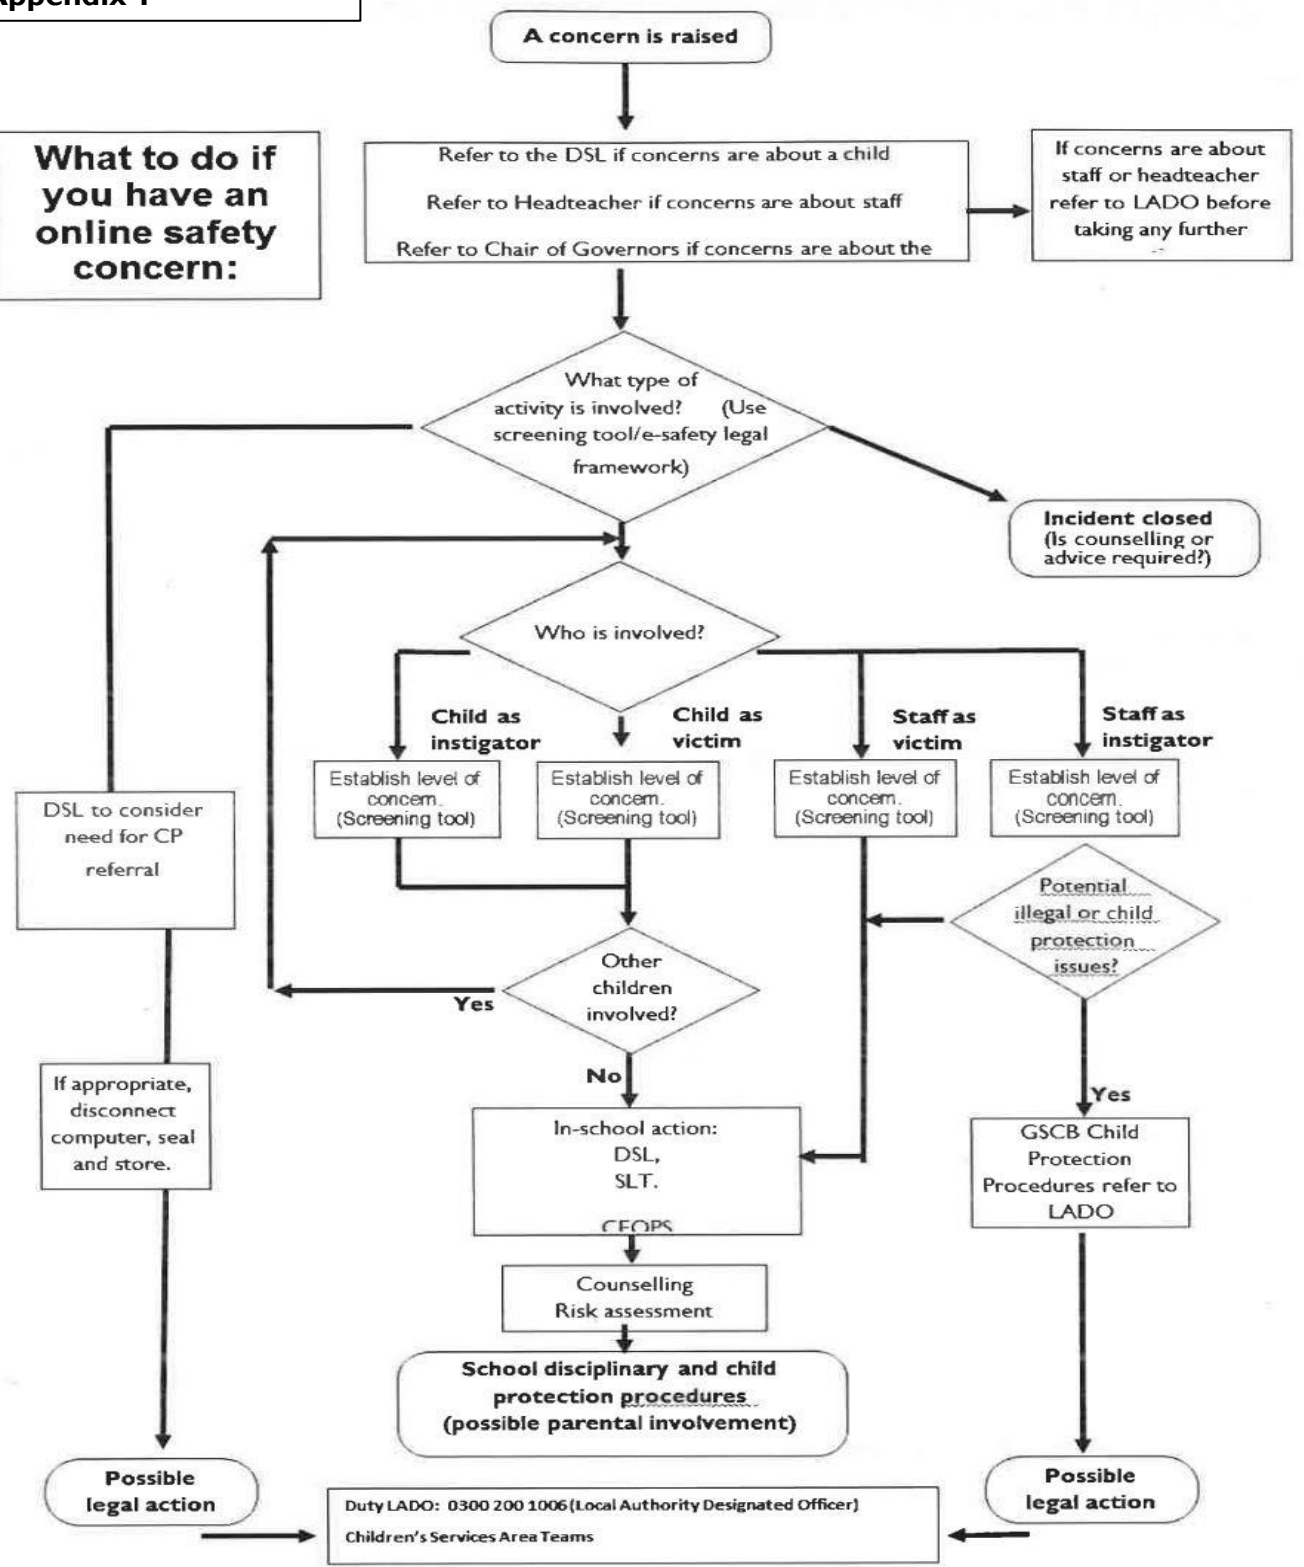 Appendix 1
A concern is raised
What to do if
you have an
online safety
concern:
Refer to the DSL if concerns are about a child
Refer to Headteacher if concerns are about staff
Refer to Chair of Governors if concerns are about the
If concerns are about
staff or headteacher
refer to LADO before
taking any further
What type of
activity is involved? (Use
screening tool/e-safety legal
framework)
Incident closed
(Is counselling or
advice required?)
Who is involved?
Child as
instigator
Child as
victim
Staff as
victim
Staff as
instigator
Establish level of
concern.
(Screening tool)
Establish level of
concern.
(Screening tool)
Establish level of
concern.
(Screening tool)
Establish level of
concern.
(Screening tool)
DSL to consider
need for CP
referral
Potential
illegal or child
protection
issues?
Other
children
involved?
Yes
No
Yes
If appropriate,
disconnect
computer, seal
and store.
In-school action:
DSL,
SLT.
CEOPS
GSCB Child
Protection
Procedures refer to
LADO
Counselling
Risk assessment
School disciplinary and child
protection procedures
(possible parental involvement)
Possible
legal action
Possible
legal action
Duty LADO: 0300 200 1006 (Local Authority Designated Officer)
Children's Services Area Teams